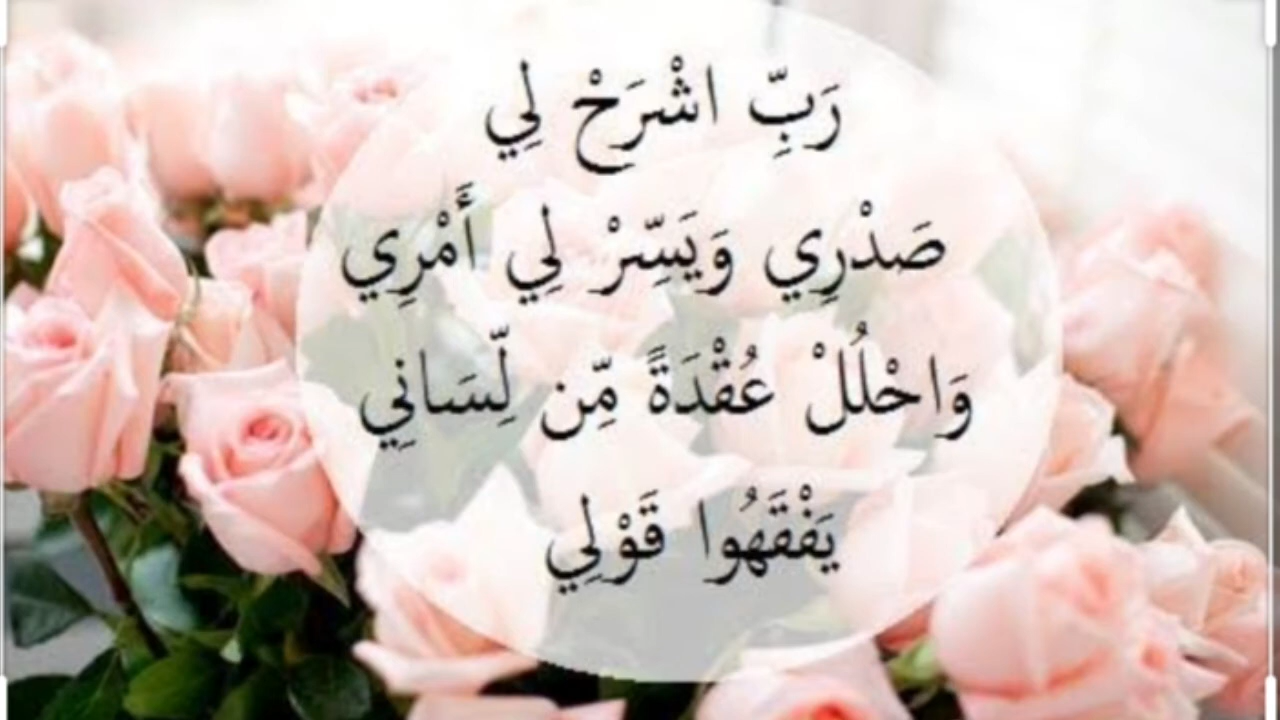 رَبِّ اشْرَحْ لِي
صَدْرِي وَيَسِّرْ لِي أَمْرِي
وَاحْلُلْ عُقْدَةً مِّن لِّسَانِي
يَفْقَهُوا قَوْلِي